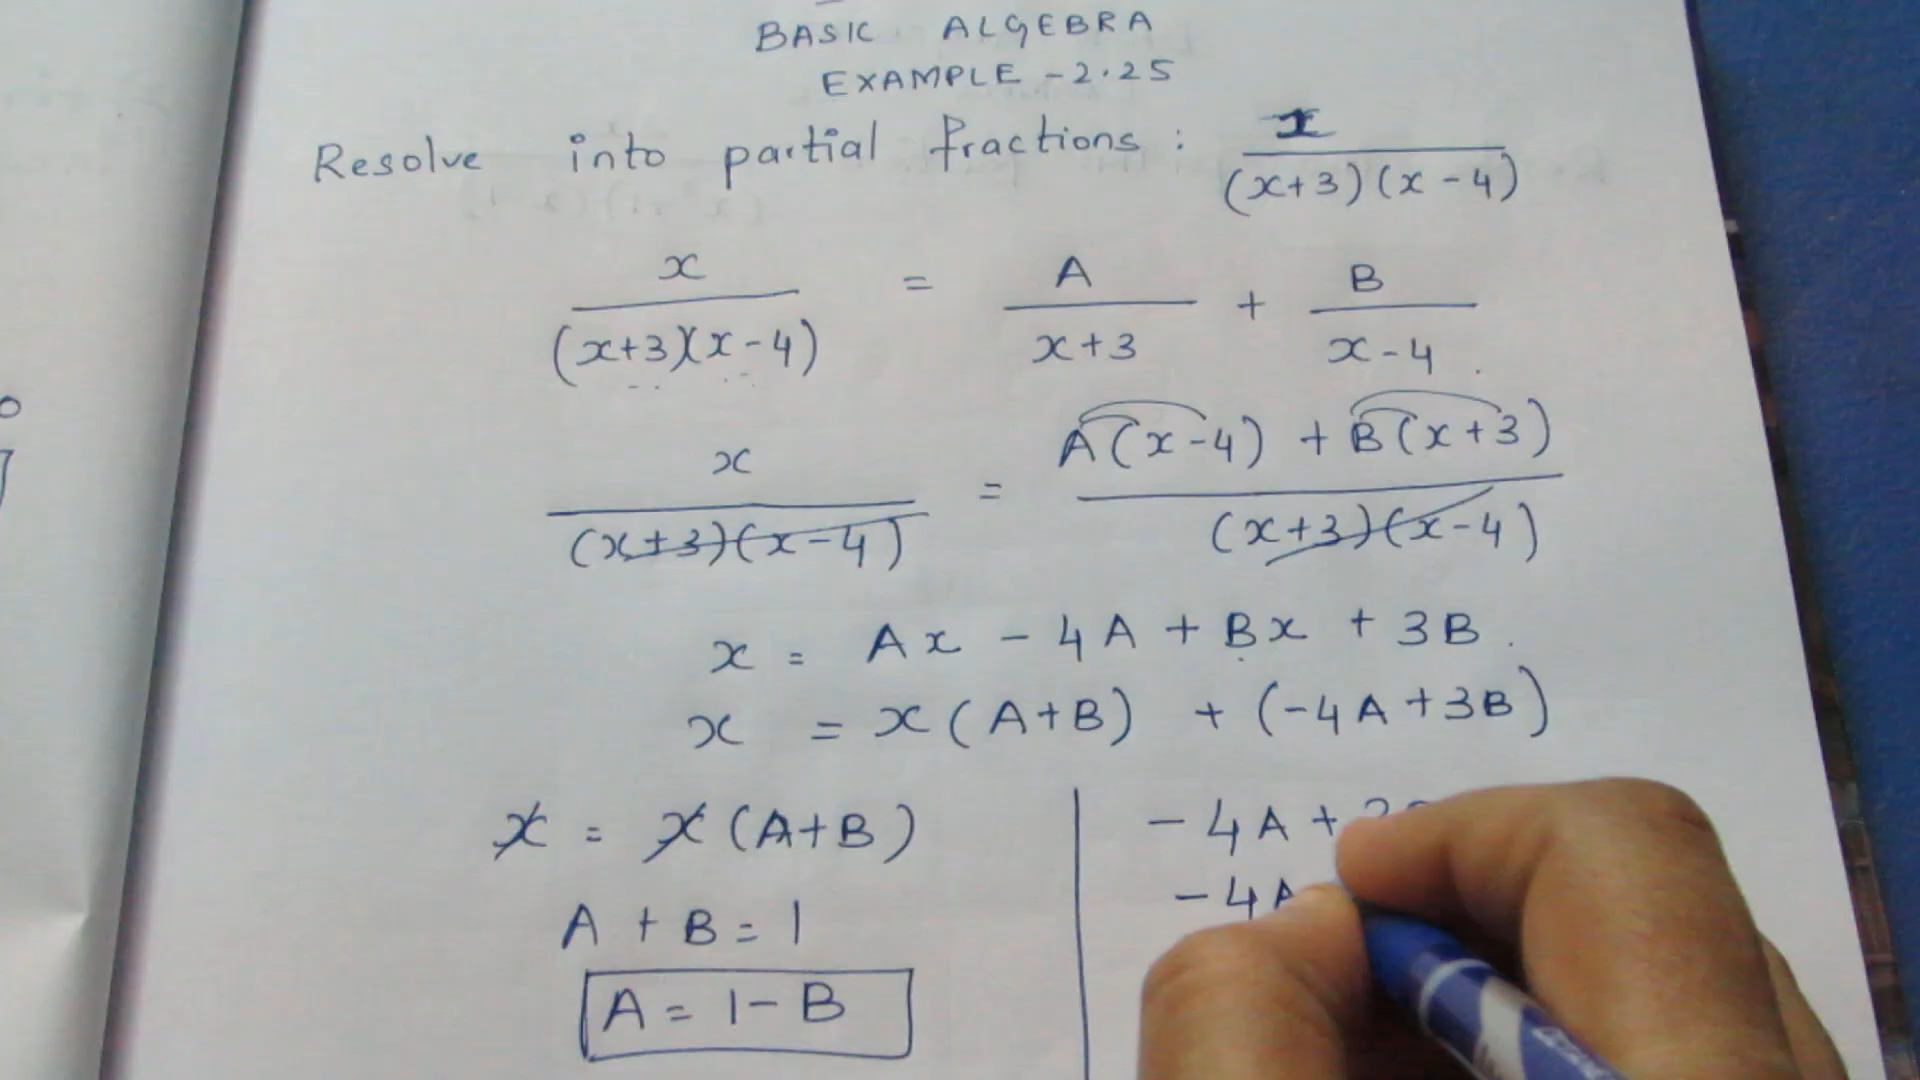 BASIC ALGEBRA
EXAMPLE - 2.25
Resolve into partial fractions : x
(x+3)(x-4)
x = A + B
(x+3)(x-4) x+3 x-4
x = A(x-4) + B(x+3)
(x+3)(x-4) (x+3)(x-4)
x = Ax - 4A + Bx + 3B.
x = x(A+B) + (-4A+3B)
x = x(A+B)
A + B = 1
A = 1-B
-4A +
-4A